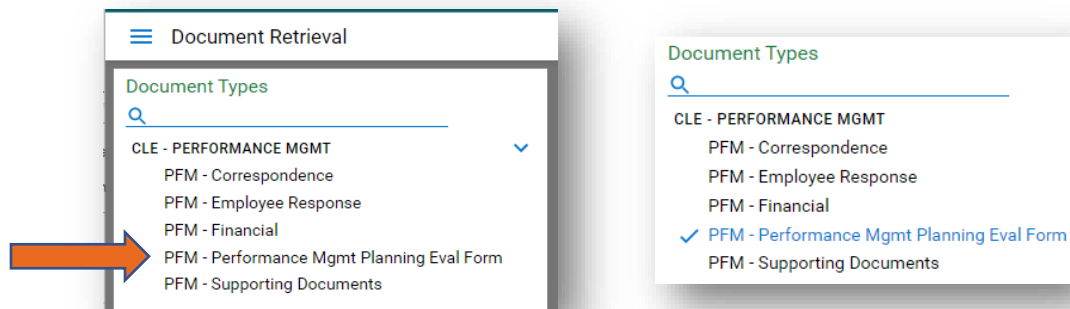 Document Retrieval
Document Types
CLE - PERFORMANCE MGMT
PFM - Correspondence
PFM - Employee Response
PFM - Financial
PFM - Performance Mgmt Planning Eval Form
PFM - Supporting Documents
Document Types
CLE - PERFORMANCE MGMT
PFM - Correspondence
PFM - Employee Response
PFM - Financial
PFM - Performance Mgmt Planning Eval Form
PFM - Supporting Documents